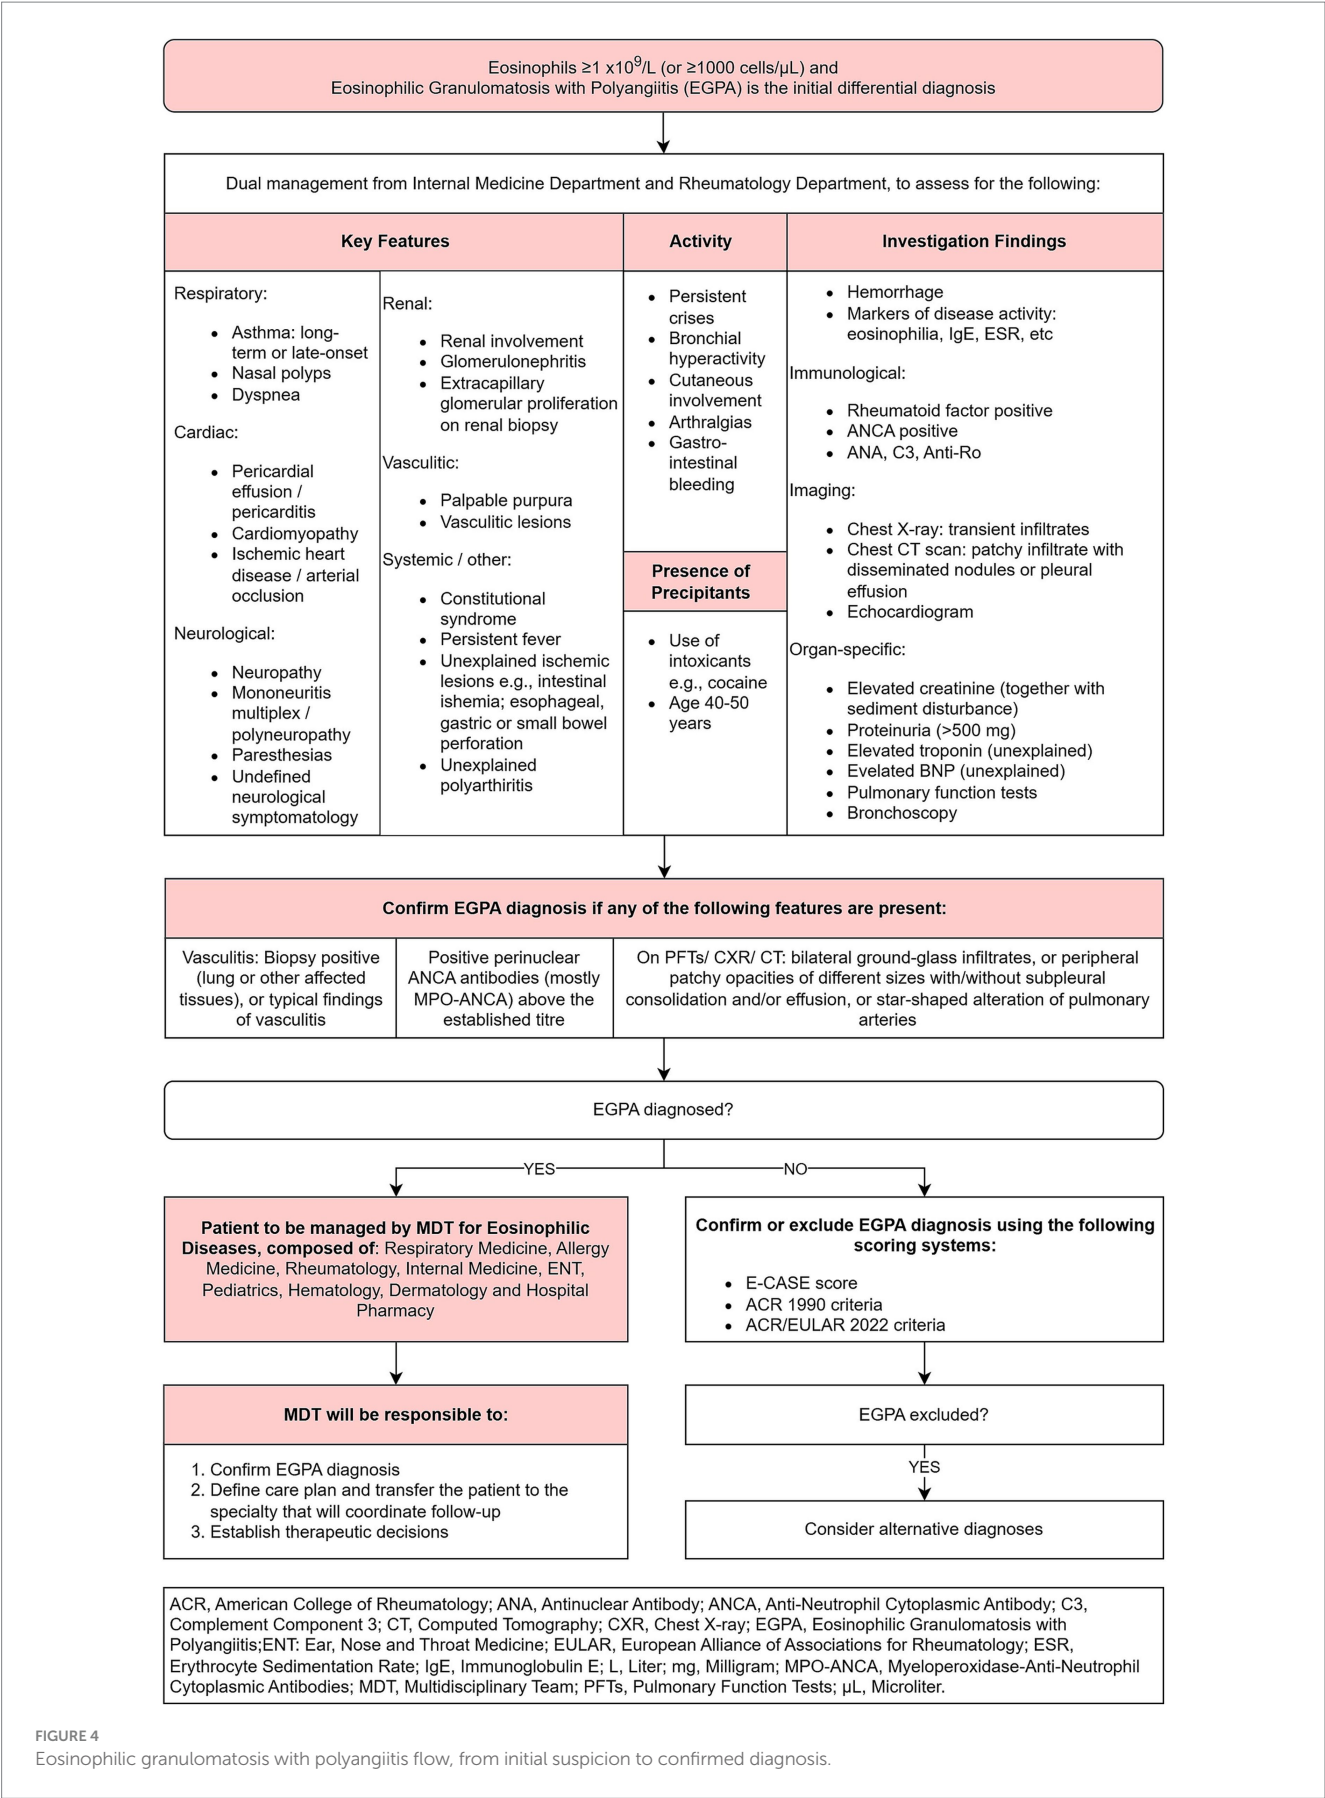 Eosinophils ≥1 x10⁹/L (or ≥1000 cells/µL) and
Eosinophilic Granulomatosis with Polyangiitis (EGPA) is the initial differential diagnosis
Dual management from Internal Medicine Department and Rheumatology Department, to assess for the following:
Key Features
Respiratory:
• Asthma: long-
term or late-onset
• Nasal polyps
• Dyspnea
Cardiac:
• Pericardial
effusion /
pericarditis
• Cardiomyopathy
• Ischemic heart
disease / arterial
occlusion
Neurological:
• Neuropathy
• Mononeuritis
multiplex /
polyneuropathy
• Paresthesias
• Undefined
neurological
symptomatology
Renal:
• Renal involvement
• Glomerulonephritis
• Extracapillary
glomerular proliferation
on renal biopsy
Vasculitic:
• Palpable purpura
• Vasculitic lesions
Systemic / other:
• Constitutional
syndrome
• Persistent fever
• Unexplained ischemic
lesions e.g., intestinal
ishemia; esophageal,
gastric or small bowel
perforation
• Unexplained
polyarthiritis
Activity
• Persistent
crises
• Bronchial
hyperactivity
• Cutaneous
involvement
• Arthralgias
• Gastro-
intestinal
bleeding
Presence of
Precipitants
• Use of
intoxicants
e.g., cocaine
• Age 40-50
years
Investigation Findings
• Hemorrhage
• Markers of disease activity:
eosinophilia, IgE, ESR, etc
Immunological:
• Rheumatoid factor positive
• ANCA positive
• ANA, C3, Anti-Ro
Imaging:
• Chest X-ray: transient infiltrates
• Chest CT scan: patchy infiltrate with
disseminated nodules or pleural
effusion
• Echocardiogram
Organ-specific:
• Elevated creatinine (together with
sediment disturbance)
• Proteinuria (>500 mg)
• Elevated troponin (unexplained)
• Evelated BNP (unexplained)
• Pulmonary function tests
• Bronchoscopy
Confirm EGPA diagnosis if any of the following features are present:
Vasculitis: Biopsy positive
(lung or other affected
tissues), or typical findings
of vasculitis
Positive perinuclear
ANCA antibodies (mostly
MPO-ANCA) above the
established titre
On PFTs/ CXR/ CT: bilateral ground-glass infiltrates, or peripheral
patchy opacities of different sizes with/without subpleural
consolidation and/or effusion, or star-shaped alteration of pulmonary
arteries
EGPA diagnosed?
YES
NO
Patient to be managed by MDT for Eosinophilic
Diseases, composed of: Respiratory Medicine, Allergy
Medicine, Rheumatology, Internal Medicine, ENT,
Pediatrics, Hematology, Dermatology and Hospital
Pharmacy
MDT will be responsible to:
1. Confirm EGPA diagnosis
2. Define care plan and transfer the patient to the
specialty that will coordinate follow-up
3. Establish therapeutic decisions
Confirm or exclude EGPA diagnosis using the following
scoring systems:
• E-CASE score
• ACR 1990 criteria
• ACR/EULAR 2022 criteria
EGPA excluded?
YES
Consider alternative diagnoses
ACR, American College of Rheumatology; ANA, Antinuclear Antibody; ANCA, Anti-Neutrophil Cytoplasmic Antibody; C3,
Complement Component 3; CT, Computed Tomography; CXR, Chest X-ray; EGPA, Eosinophilic Granulomatosis with
Polyangiitis;ENT: Ear, Nose and Throat Medicine; EULAR, European Alliance of Associations for Rheumatology; ESR,
Erythrocyte Sedimentation Rate; IgE, Immunoglobulin E; L, Liter; mg, Milligram; MPO-ANCA, Myeloperoxidase-Anti-Neutrophil
Cytoplasmic Antibodies; MDT, Multidisciplinary Team; PFTs, Pulmonary Function Tests; µL, Microliter.
FIGURE 4
Eosinophilic granulomatosis with polyangiitis flow, from initial suspicion to confirmed diagnosis.